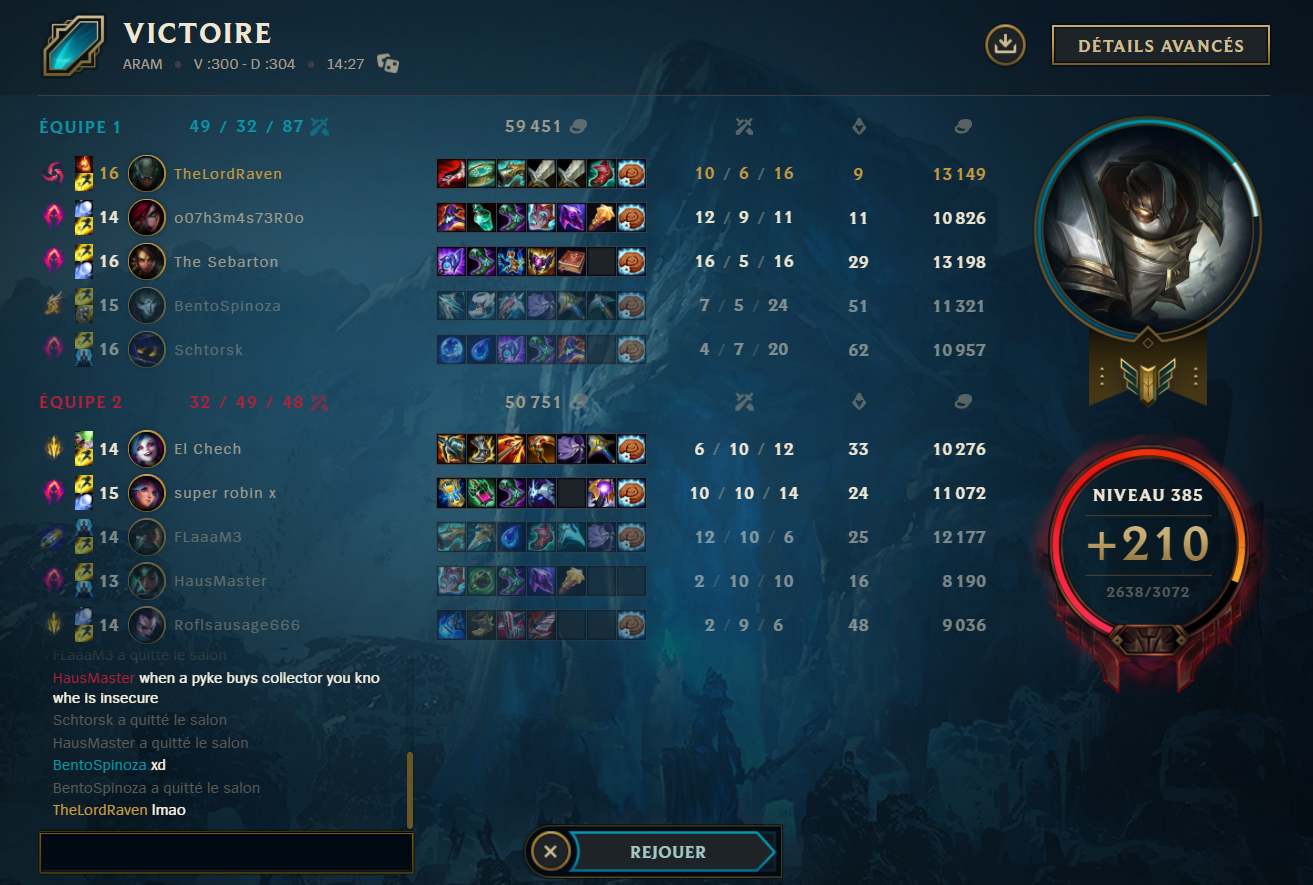 VICTOIRE
ARAM • V :300 - D :304 • 14:27
DÉTAILS AVANCÉS
ÉQUIPE 1 49 / 32 / 87 59 451
16 TheLordRaven 10 / 6 / 16 9 13 149
14 o07h3m4s73R0o 12 / 9 / 11 11 10 826
16 The Sebarton 16 / 5 / 16 29 13 198
15 BentoSpinoza 7 / 5 / 24 51 11 321
16 Schtorsk 4 / 7 / 20 62 10 957
ÉQUIPE 2 32 / 49 / 48 50 751
14 El Chech 6 / 10 / 12 33 10 276
15 super robin x 10 / 10 / 14 24 11 072
14 FLaaaM3 12 / 10 / 6 25 12 177
13 HausMaster 2 / 10 / 10 16 8 190
14 Roflsausage666 2 / 9 / 6 48 9 036
NIVEAU 385
+210
2638/3072
FLaaaM3 a quitté le salon
HausMaster when a pyke buys collector you kno
whe is insecure
Schtorsk a quitté le salon
HausMaster a quitté le salon
BentoSpinoza xd
BentoSpinoza a quitté le salon
TheLordRaven lmao
REJOUER